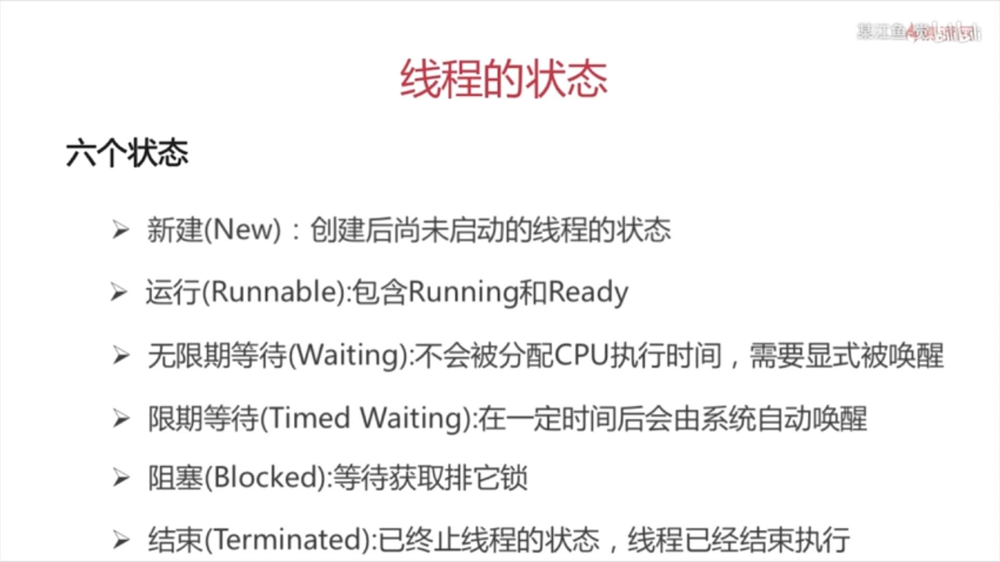 某江鱼
bilibili
线程的状态
六个状态
➢ 新建(New)：创建后尚未启动的线程的状态
➢ 运行(Runnable):包含Running和Ready
➢ 无限期等待(Waiting):不会被分配CPU执行时间，需要显式被唤醒
➢ 限期等待(Timed Waiting):在一定时间后会由系统自动唤醒
➢ 阻塞(Blocked):等待获取排它锁
➢ 结束(Terminated):已终止线程的状态，线程已经结束执行